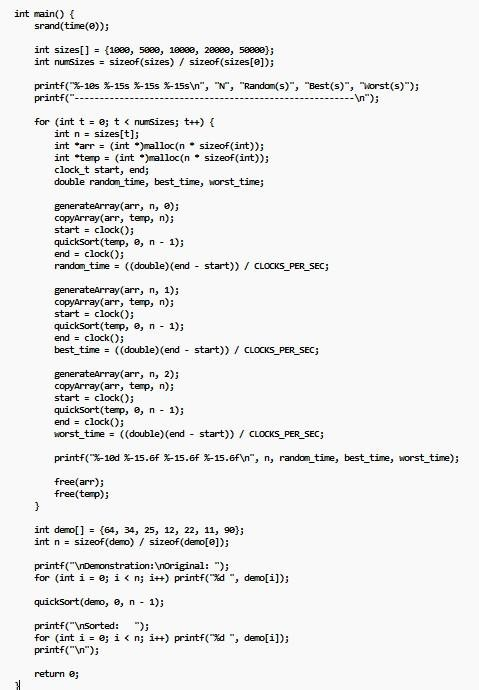 int main() {
    srand(time(0));

    int sizes[] = {1000, 5000, 10000, 20000, 50000};
    int numSizes = sizeof(sizes) / sizeof(sizes[0]);

    printf("%-10s %-15s %-15s %-15s\n", "N", "Random(s)", "Best(s)", "Worst(s)");
    printf("-------------------------------------------------------\n");

    for (int t = 0; t < numSizes; t++) {
        int n = sizes[t];
        int *arr = (int *)malloc(n * sizeof(int));
        int *temp = (int *)malloc(n * sizeof(int));
        clock_t start, end;
        double random_time, best_time, worst_time;

        generateArray(arr, n, 0);
        copyArray(arr, temp, n);
        start = clock();
        quickSort(temp, 0, n - 1);
        end = clock();
        random_time = ((double)(end - start)) / CLOCKS_PER_SEC;

        generateArray(arr, n, 1);
        copyArray(arr, temp, n);
        start = clock();
        quickSort(temp, 0, n - 1);
        end = clock();
        best_time = ((double)(end - start)) / CLOCKS_PER_SEC;

        generateArray(arr, n, 2);
        copyArray(arr, temp, n);
        start = clock();
        quickSort(temp, 0, n - 1);
        end = clock();
        worst_time = ((double)(end - start)) / CLOCKS_PER_SEC;

        printf("%-10d %-15.6f %-15.6f %-15.6f\n", n, random_time, best_time, worst_time);

        free(arr);
        free(temp);
    }

    int demo[] = {64, 34, 25, 12, 22, 11, 90};
    int n = sizeof(demo) / sizeof(demo[0]);

    printf("\nDemonstration:\nOriginal: ");
    for (int i = 0; i < n; i++) printf("%d ", demo[i]);

    quickSort(demo, 0, n - 1);

    printf("\nSorted:   ");
    for (int i = 0; i < n; i++) printf("%d ", demo[i]);
    printf("\n");

    return 0;
}